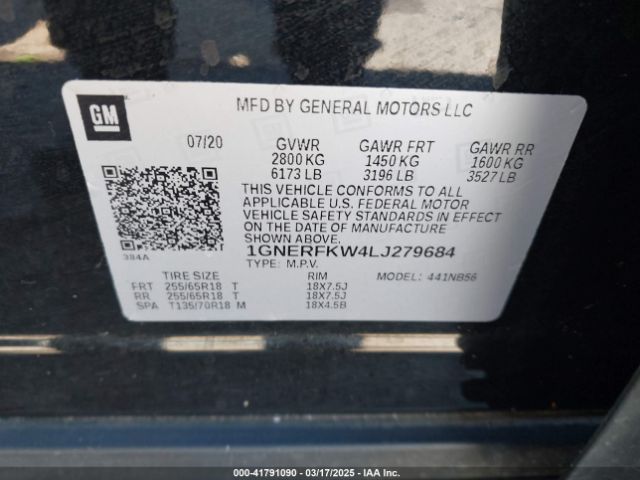 GM
MFD BY GENERAL MOTORS LLC
07/20 GVWR GAWR FRT GAWR RR
2800 KG 1450 KG 1600 KG
6173 LB 3196 LB 3527 LB
THIS VEHICLE CONFORMS TO ALL
APPLICABLE U.S. FEDERAL MOTOR
VEHICLE SAFETY STANDARDS IN EFFECT
ON THE DATE OF MANUFACTURE
SHOWN ABOVE.
384A
1GNERFKW4LJ279684
TYPE: M.P.V. MODEL: 441NB56
TIRE SIZE RIM
FRT 255/65R18 T 18X7.5J
RR 255/65R18 T 18X7.5J
SPA T135/70R18 M 18X4.5B
000-41791090 - 03/17/2025 - IAA Inc.